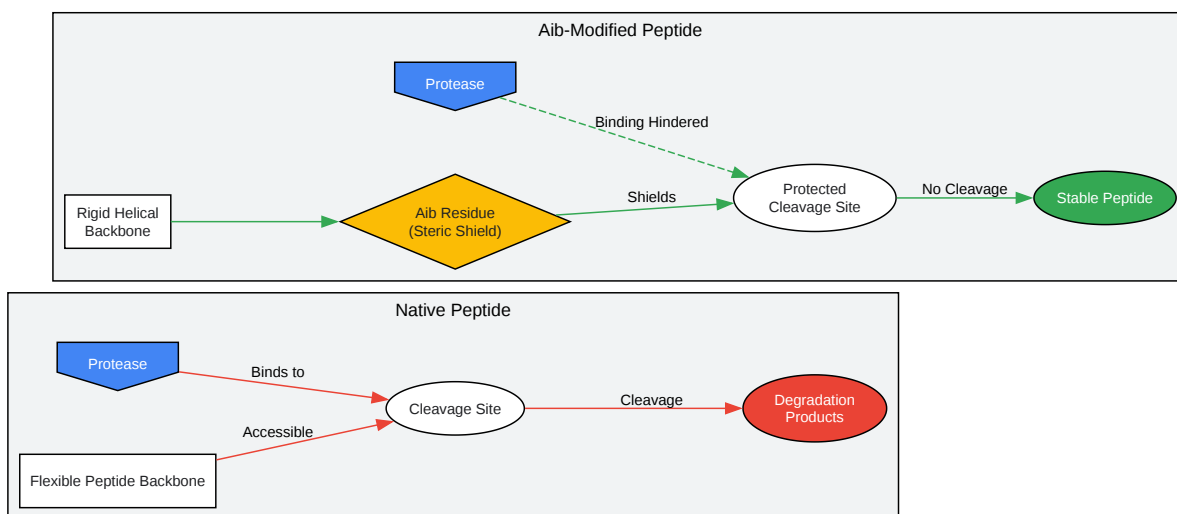 Aib-Modified Peptide
Protease
Binding Hindered
Rigid Helical
Backbone
Aib Residue
(Steric Shield)
Shields
Protected
Cleavage Site
No Cleavage
Stable Peptide
Native Peptide
Protease
Binds to
Accessible
Flexible Peptide Backbone
Cleavage Site
Cleavage
Degradation
Products